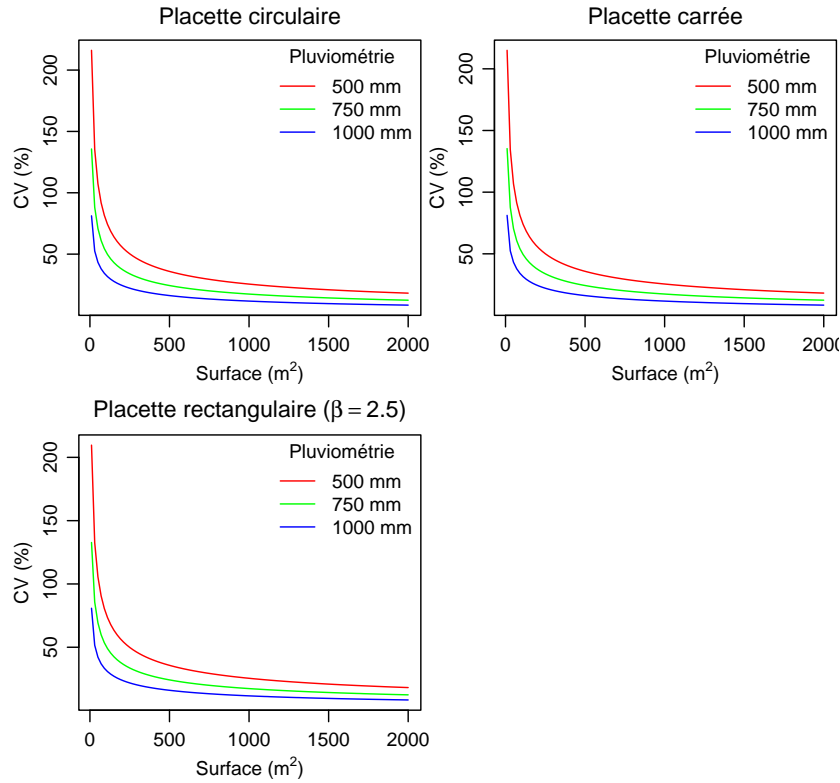 Placette circulaire
Pluviométrie
500 mm
750 mm
1000 mm
CV (%)
50
100
150
200
0
500
1000
1500
2000
Surface (m²)
Placette carrée
Pluviométrie
500 mm
750 mm
1000 mm
CV (%)
50
100
150
200
0
500
1000
1500
2000
Surface (m²)
Placette rectangulaire (β = 2.5)
Pluviométrie
500 mm
750 mm
1000 mm
CV (%)
50
100
150
200
0
500
1000
1500
2000
Surface (m²)